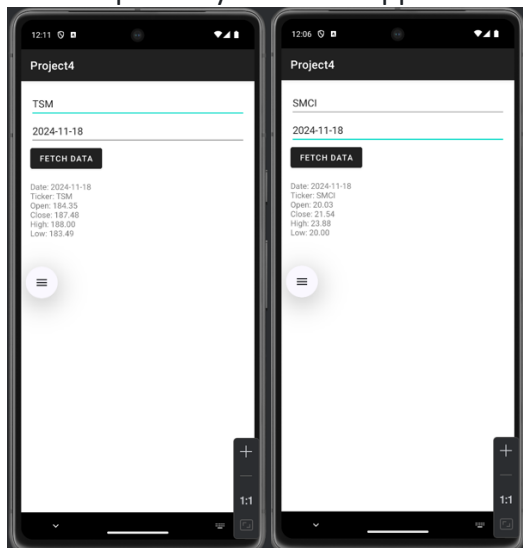 12:11
Project4
TSM
2024-11-18
FETCH DATA
Date: 2024-11-18
Ticker: TSM
Open: 184.35
Close: 187.48
High: 188.00
Low: 183.49
1:1
12:06
Project4
SMCI
2024-11-18
FETCH DATA
Date: 2024-11-18
Ticker: SMCI
Open: 20.03
Close: 21.54
High: 23.88
Low: 20.00
1:1